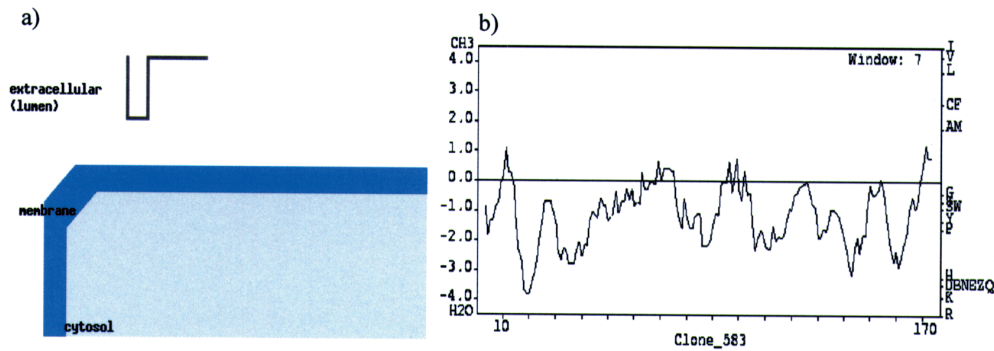 a)
extracellular
(lumen)
membrane
cytosol
b)
CH3
4.0
3.0
2.0
1.0
0.0
-1.0
-2.0
-3.0
-4.0
H2O
Window: 7
I
V
L
CF
AM
G
SW
Y
P
H
DBNEZQ
K
R
10
170
Clone_583